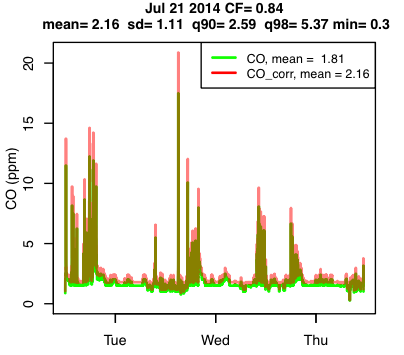 Jul 21 2014 CF= 0.84
mean= 2.16 sd= 1.11 q90= 2.59 q98= 5.37 min= 0.3
CO, mean = 1.81
CO_corr, mean = 2.16
CO (ppm)
20
15
10
5
0
Tue Wed Thu